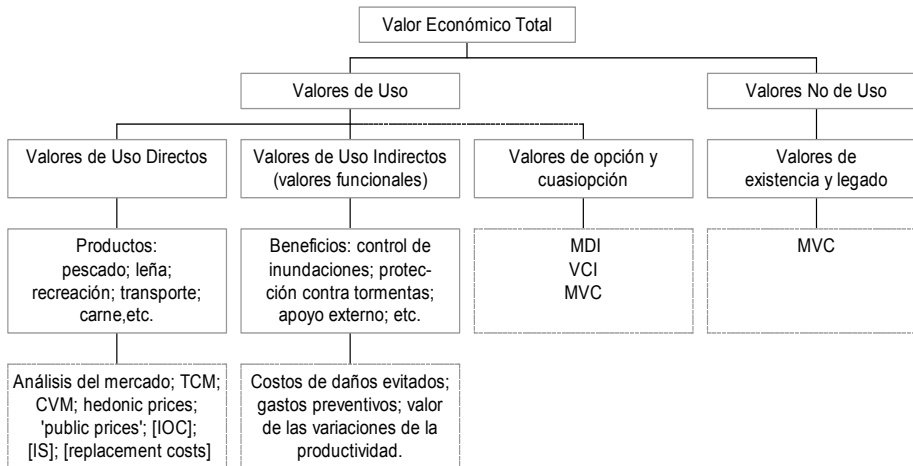 Valor Económico Total
Valores de Uso
Valores No de Uso
Valores de Uso Directos
Valores de Uso Indirectos
(valores funcionales)
Valores de opción y
cuasiopción
Valores de
existencia y legado
Productos:
pescado; leña;
recreación; transporte;
carne,etc.
Beneficios: control de
inundaciones; protec-
ción contra tormentas;
apoyo externo; etc.
MDI
VCI
MVC
MVC
Análisis del mercado; TCM;
CVM; hedonic prices;
'public prices'; [IOC];
[IS]; [replacement costs]
Costos de daños evitados;
gastos preventivos; valor
de las variaciones de la
productividad.